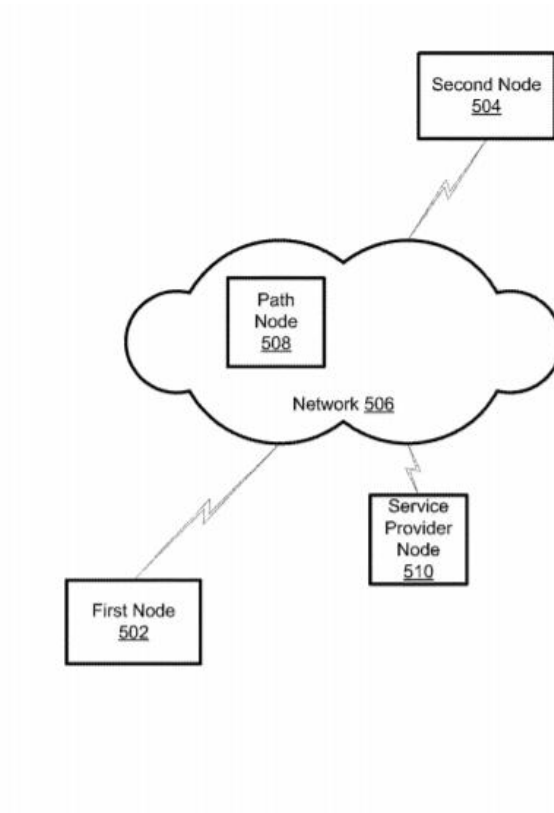 Second Node
504
Path
Node
508
Network 506
Service
Provider
Node
510
First Node
502